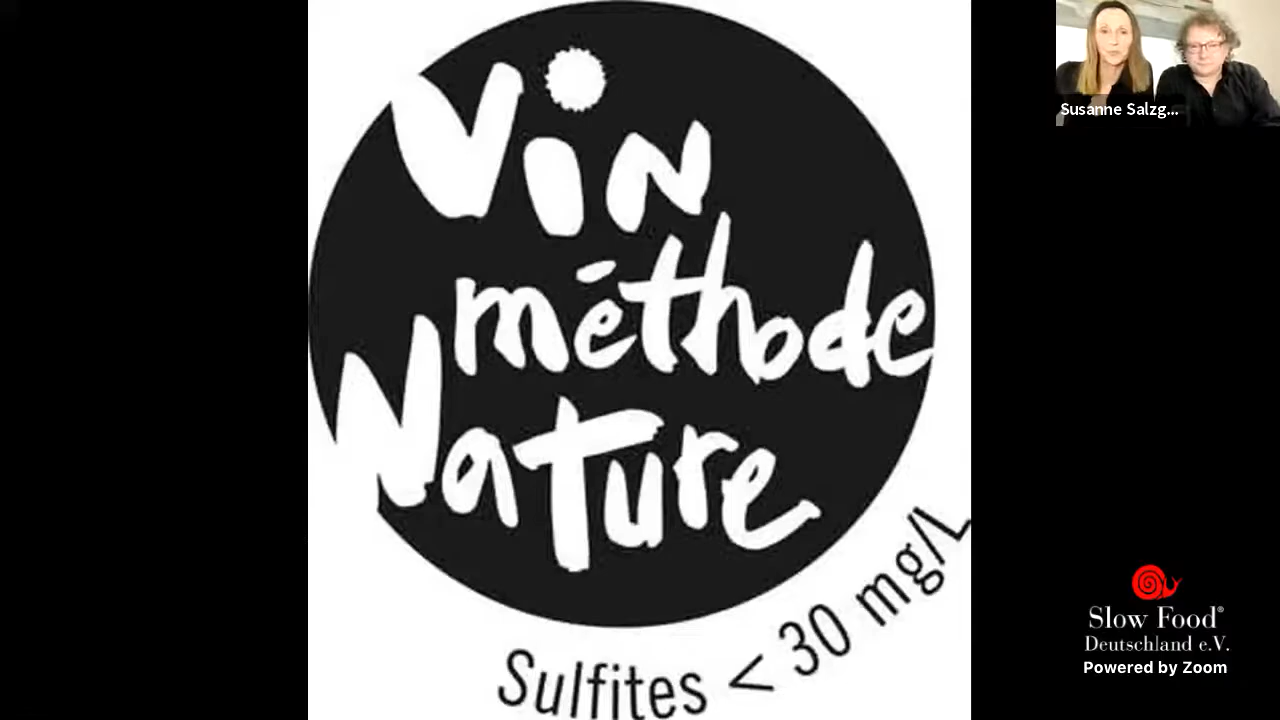 Vin
méthode
Nature
Sulfites < 30 mg/L
Susanne Salzg...
Slow Food®
Deutschland e.V.
Powered by Zoom